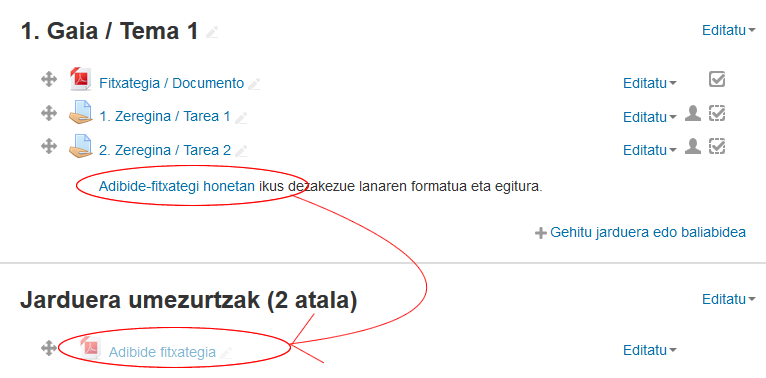 1. Gaia / Tema 1 Editatu
Fitxategia / Documento Editatu
1. Zeregina / Tarea 1 Editatu
2. Zeregina / Tarea 2 Editatu
Adibide-fitxategi honetan ikus dezakezue lanaren formatua eta egitura.
Gehitu jarduera edo baliabidea
Jarduera umezurtzak (2 atala) Editatu
Adibide fitxategia Editatu